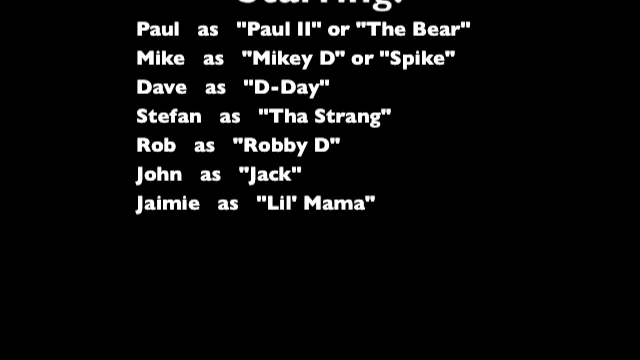 Starring:
Paul as "Paul II" or "The Bear"
Mike as "Mikey D" or "Spike"
Dave as "D-Day"
Stefan as "Tha Strang"
Rob as "Robby D"
John as "Jack"
Jaimie as "Lil' Mama"